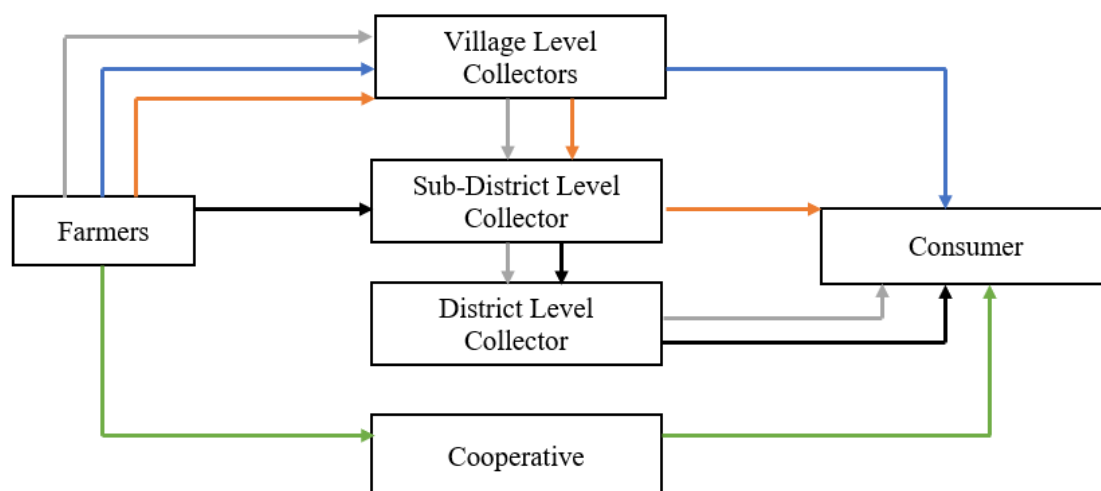 Village Level
Collectors
Sub-District Level
Collector
Farmers
Consumer
District Level
Collector
Cooperative